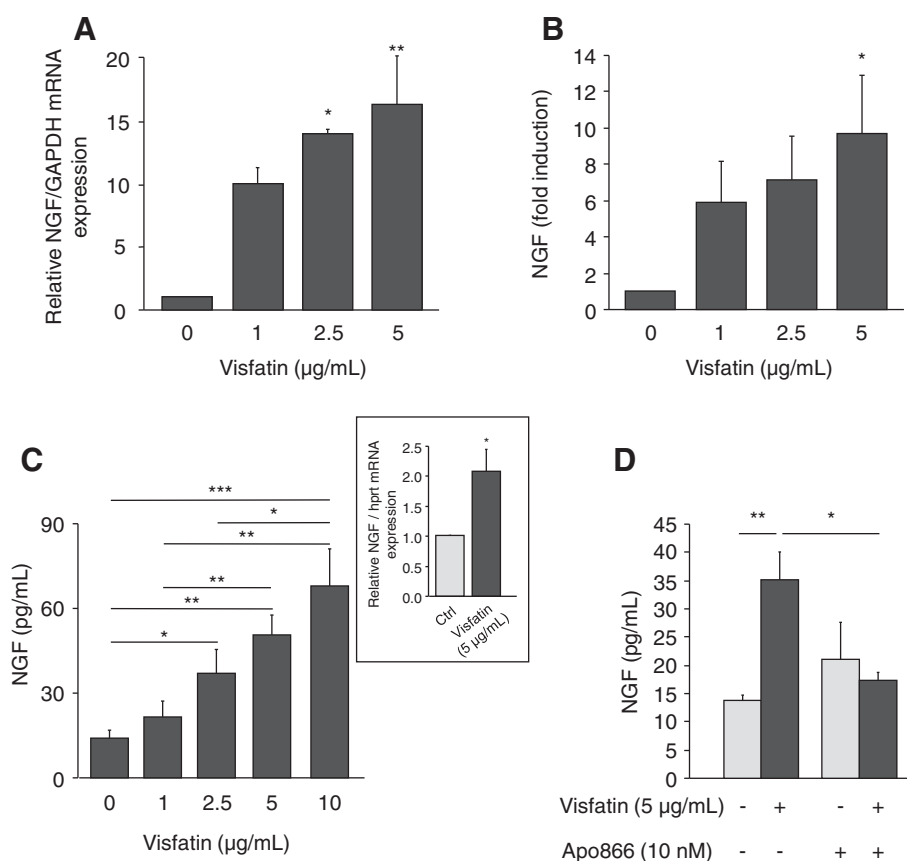 A
Relative NGF/GAPDH mRNA
expression
20
15
10
5
0
*
**
0 1 2.5 5
Visfatin (µg/mL)
B
NGF (fold induction)
14
12
10
8
6
4
2
0
*
0 1 2.5 5
Visfatin (µg/mL)
C
NGF (pg/mL)
90
60
30
0
***
*
**
**
**
*
0 1 2.5 5 10
Visfatin (µg/mL)
Relative NGF / hprt mRNA
expression
2.5
2.0
1.5
1.0
0.5
0.0
*
Ctrl
Visfatin
(5 µg/mL)
D
NGF (pg/mL)
45
40
35
30
25
20
15
10
5
0
** *
Visfatin (5 µg/mL) - + - +
Apo866 (10 nM) - - + +